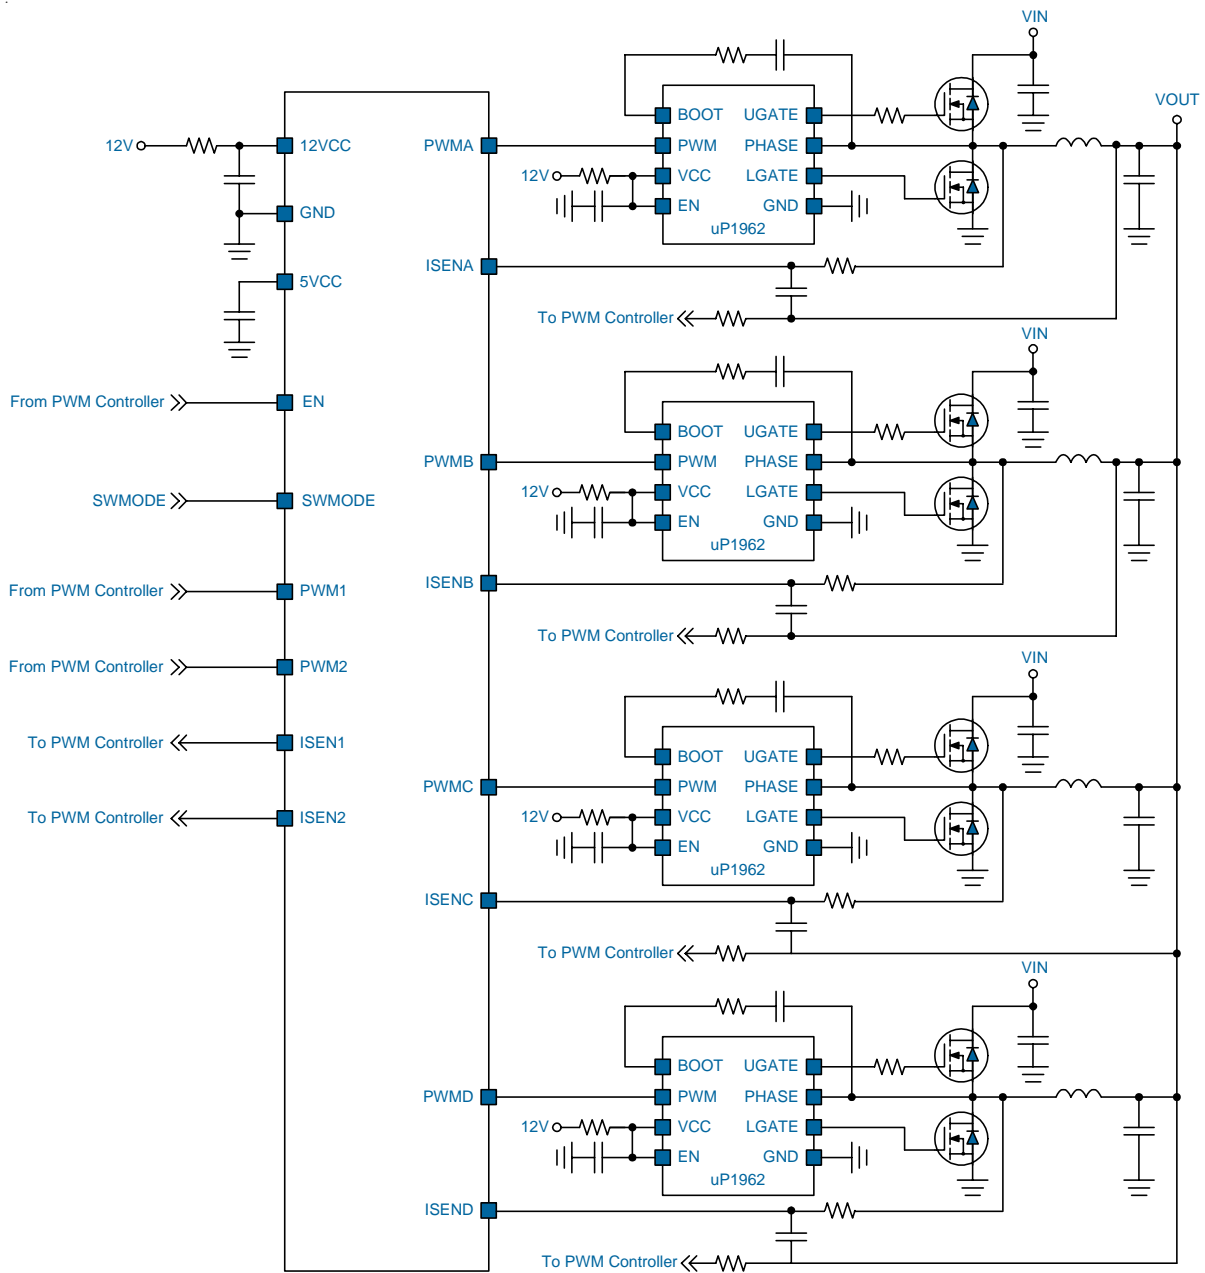 VIN
VOUT
BOOT UGATE
12V 12VCC PWMA PWM PHASE
12V VCC LGATE
GND EN GND
uP1962
5VCC ISENA
To PWM Controller
VIN
From PWM Controller EN
BOOT UGATE
PWMB PWM PHASE
SWMODE SWMODE 12V VCC LGATE
EN GND
uP1962
From PWM Controller PWM1 ISENB
To PWM Controller
From PWM Controller PWM2 VIN
To PWM Controller ISEN1
BOOT UGATE
PWMC PWM PHASE
To PWM Controller ISEN2 12V VCC LGATE
EN GND
uP1962
ISENC
To PWM Controller
VIN
BOOT UGATE
PWMD PWM PHASE
12V VCC LGATE
EN GND
uP1962
ISEND
To PWM Controller